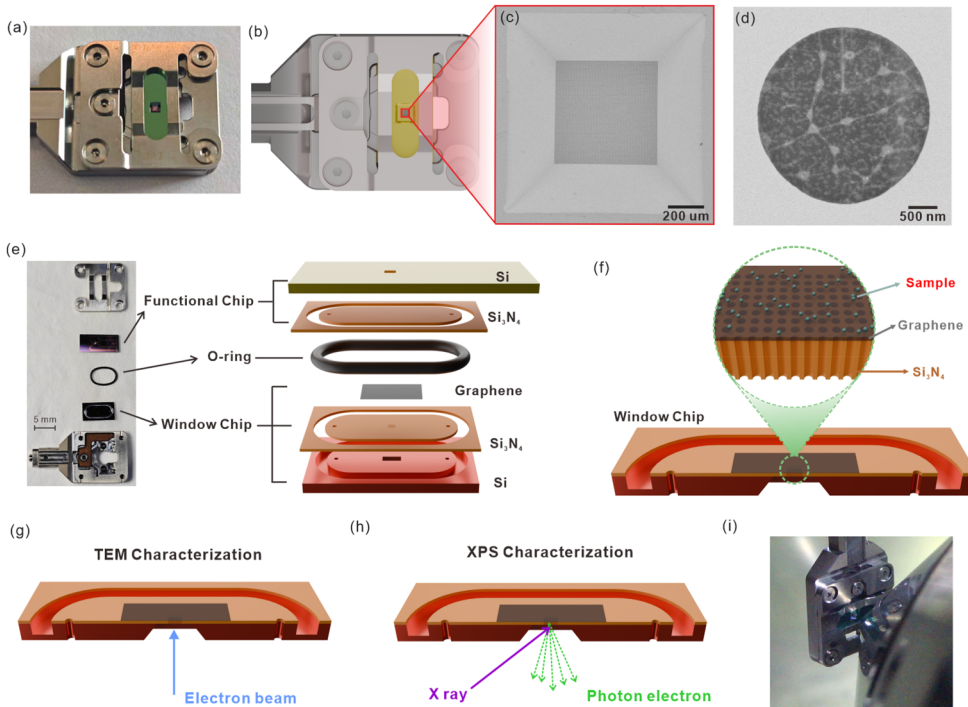 (a)
(b)
(c)
200 um
(d)
500 nm
(e)
5 mm
Functional Chip
O-ring
Window Chip
Si
Si₃N₄
Graphene
Si₃N₄
Si
(f)
Sample
Graphene
Si₃N₄
Window Chip
(g)
TEM Characterization
Electron beam
(h)
XPS Characterization
X ray
Photon electron
(i)